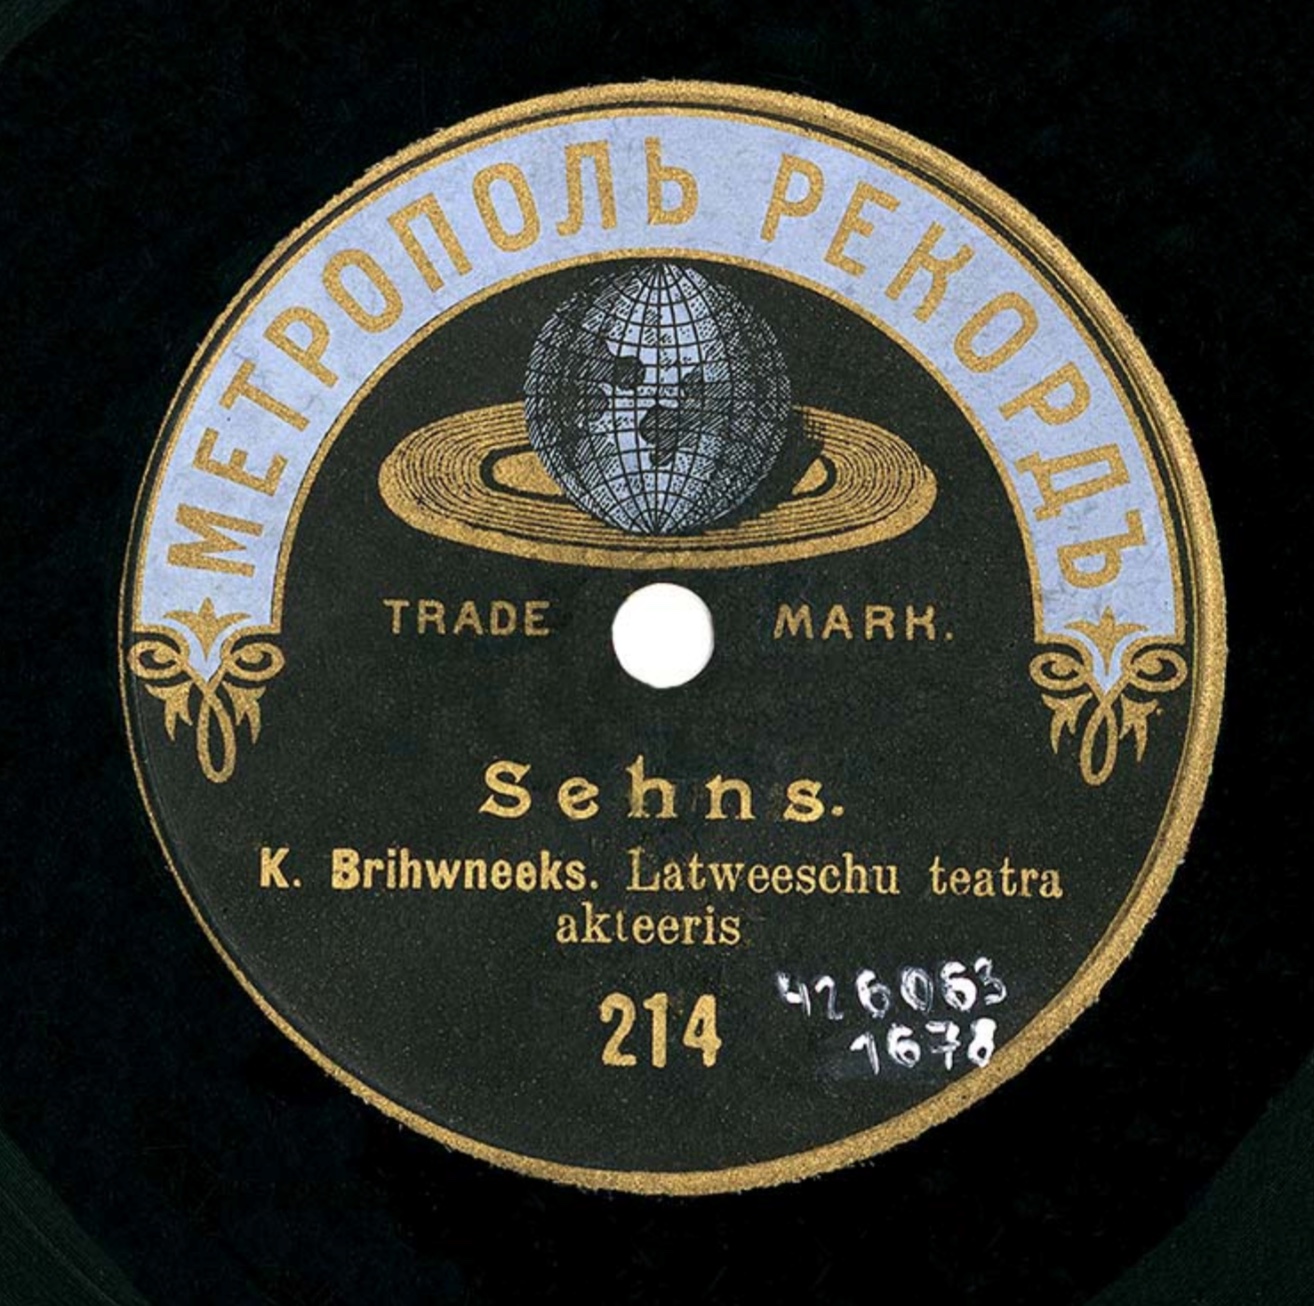 МЕТРОПОЛЬ РЕКОРДЪ
TRADE MARK.
Sehns.
K. Brihwneeks. Latweeschu teatra
akteeris
214
426063
1678